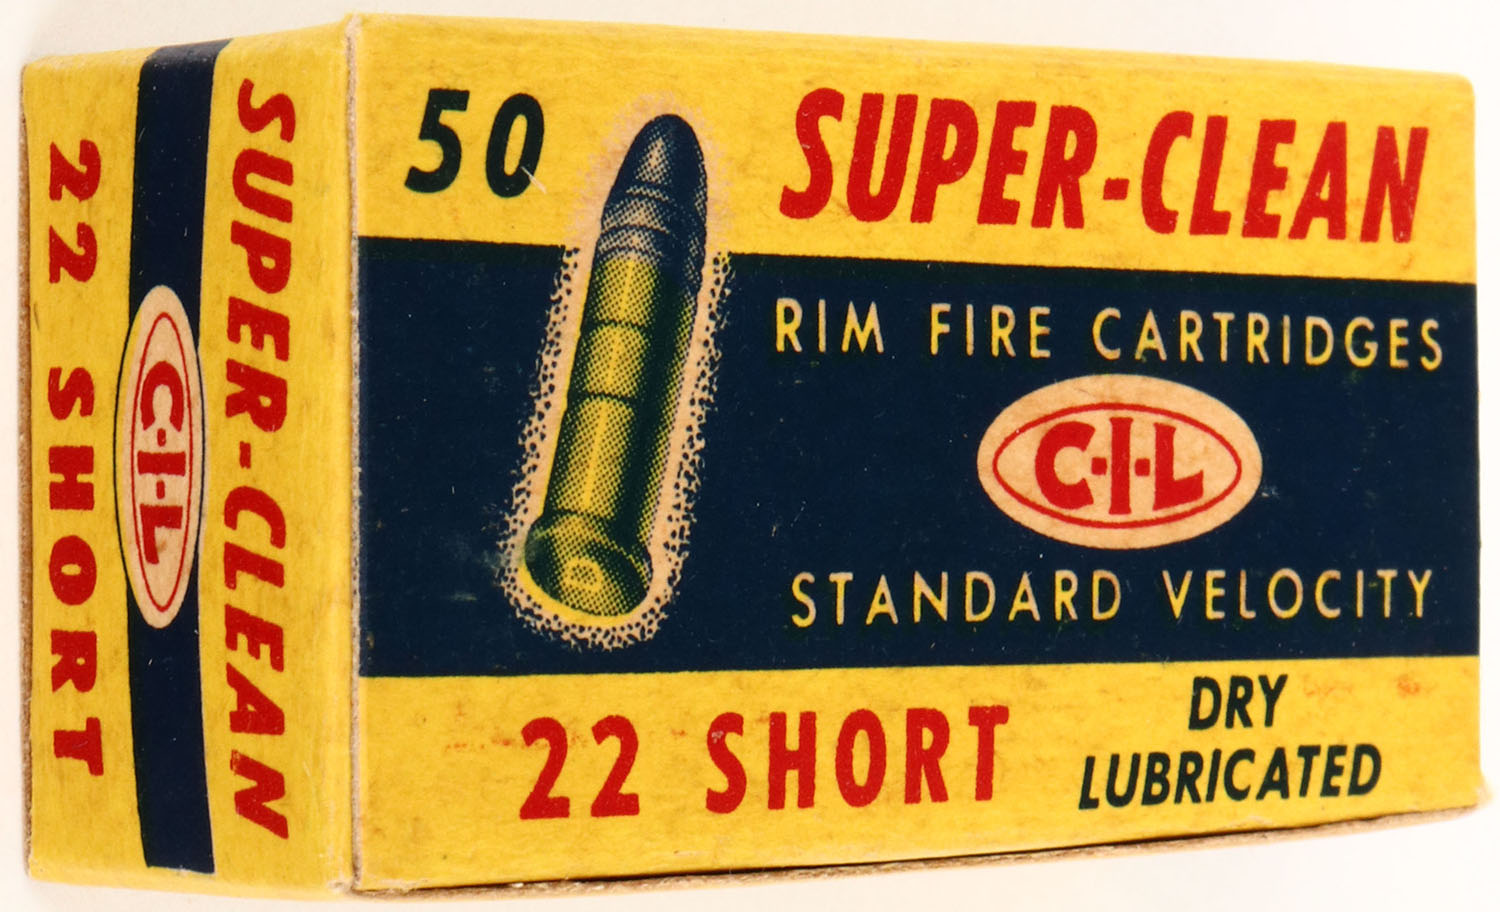 22 SHORT
C-I-L
SUPER-CLEAN
50
SUPER-CLEAN
RIM FIRE CARTRIDGES
C-I-L
STANDARD VELOCITY
22 SHORT
DRY
LUBRICATED